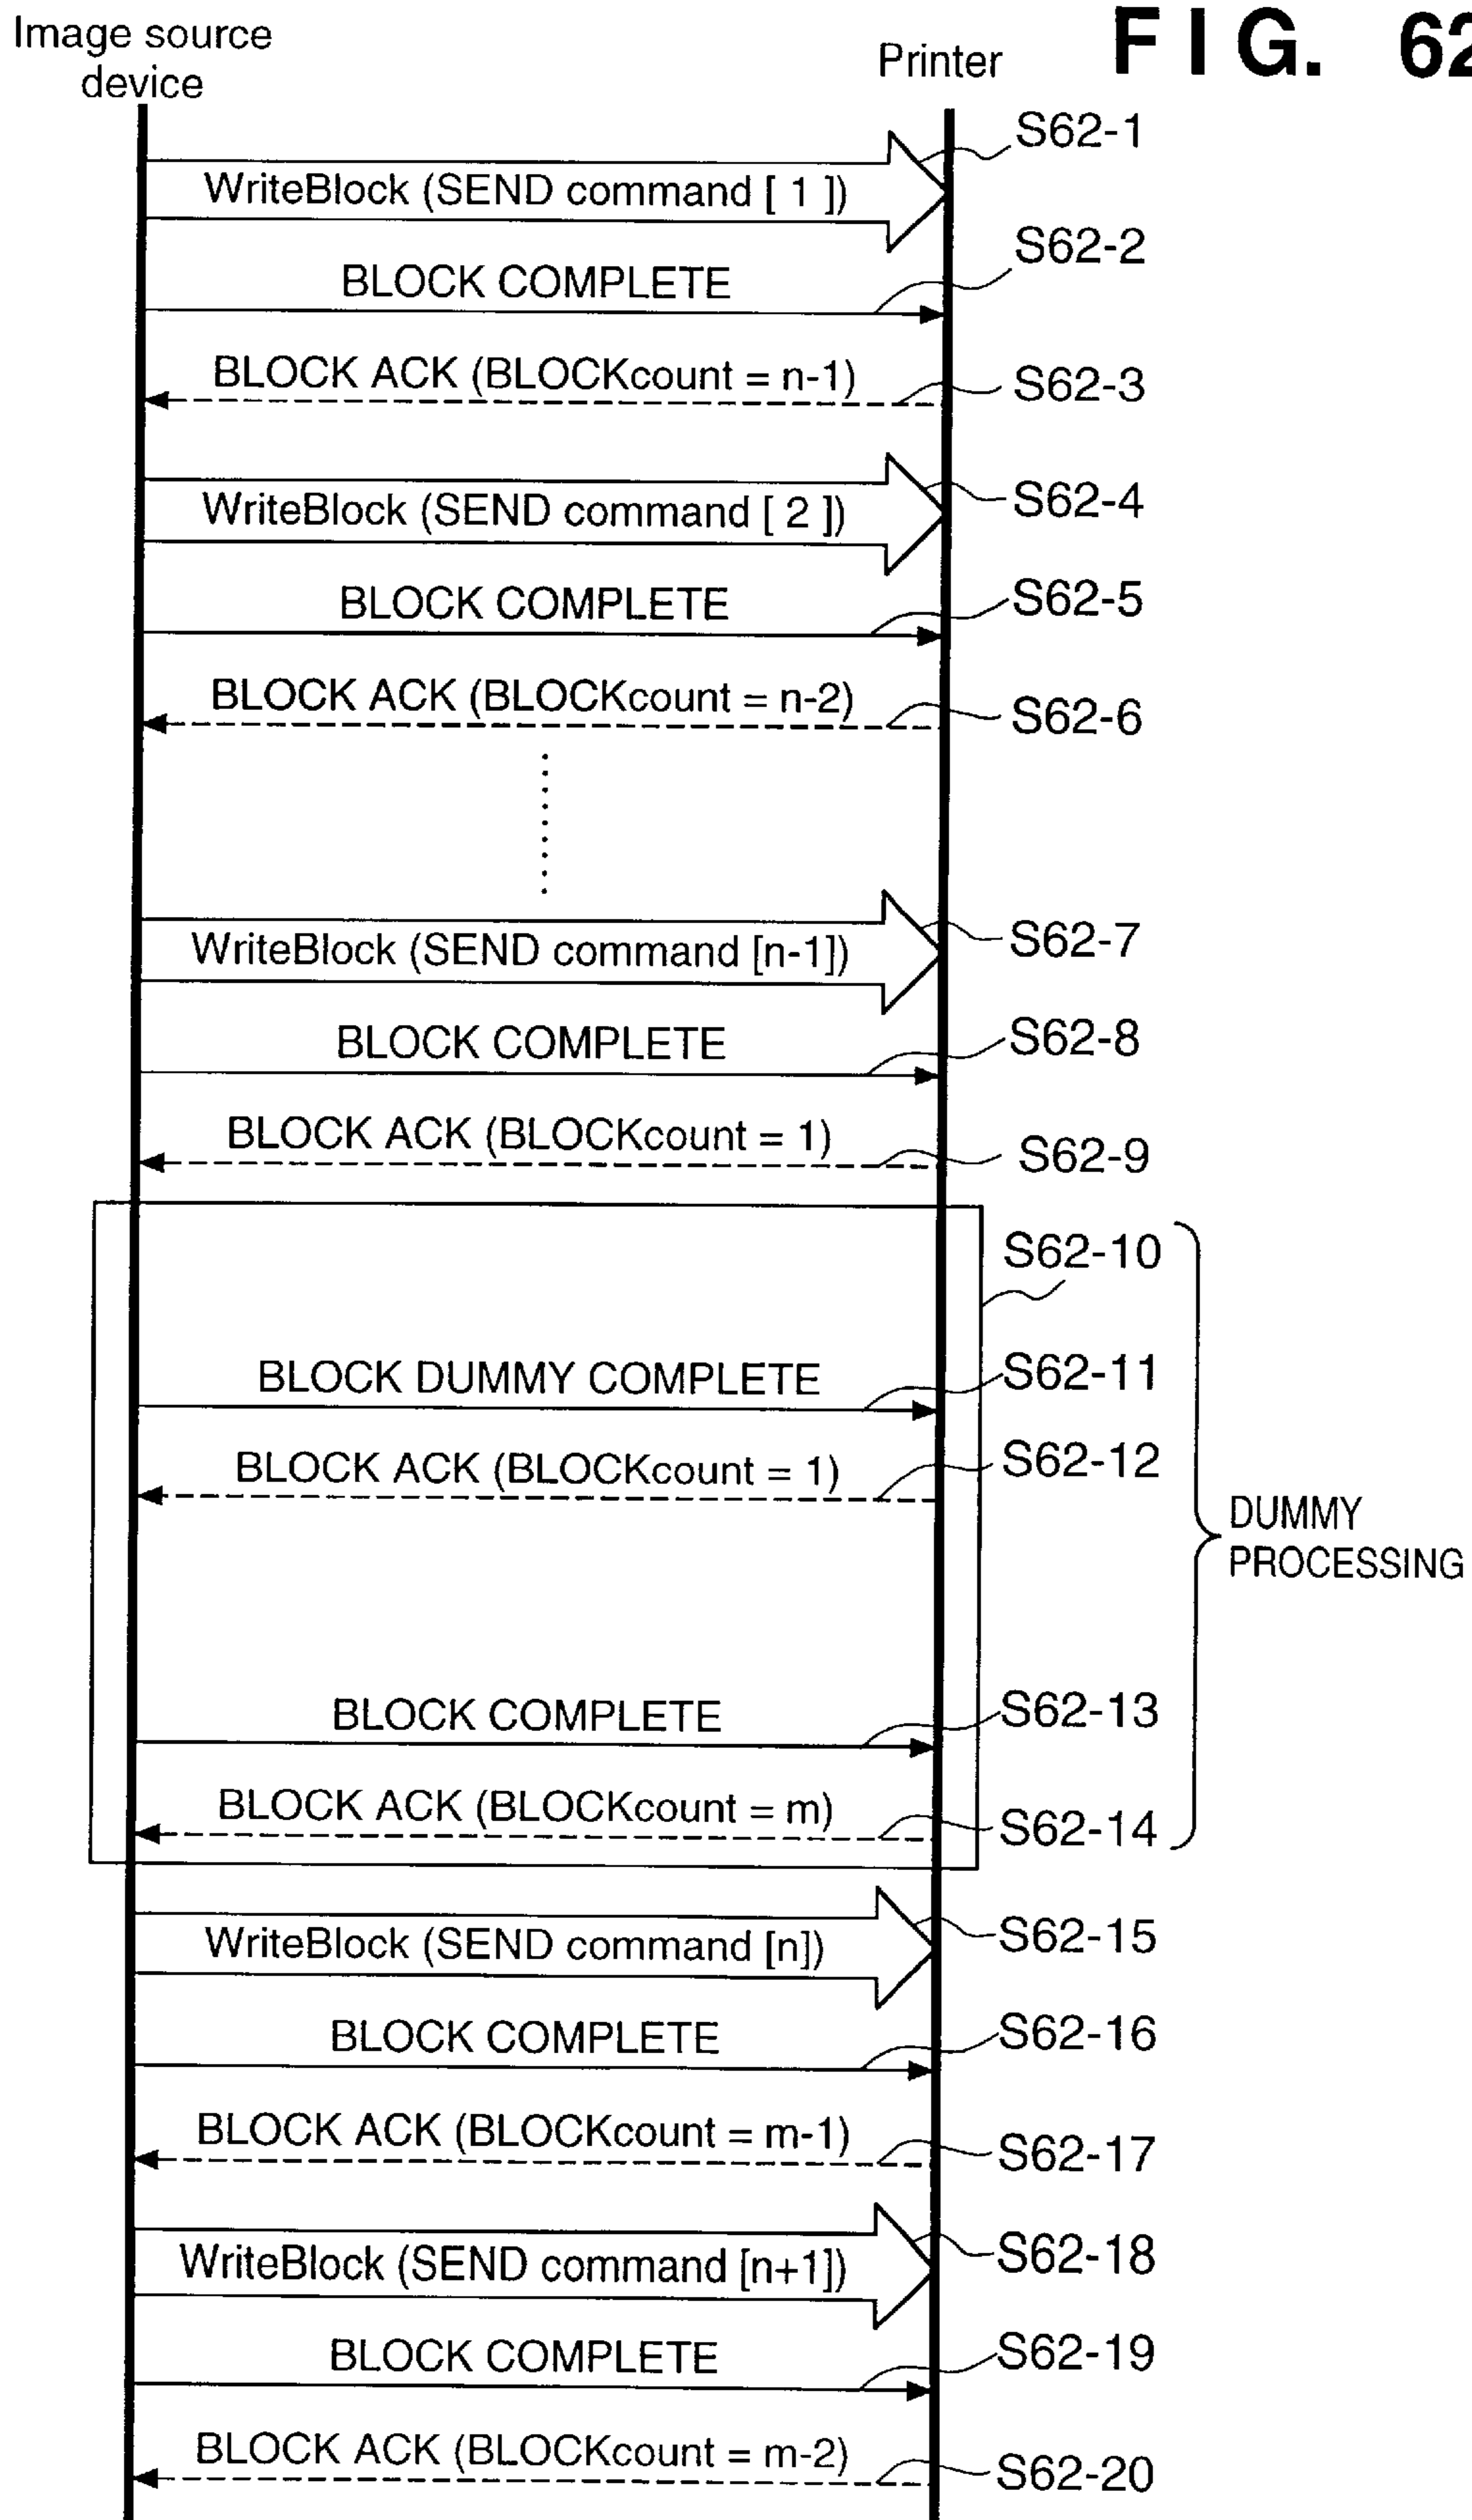 Image source
device
Printer
FIG. 62
S62-1
WriteBlock (SEND command [ 1 ])
S62-2
BLOCK COMPLETE
BLOCK ACK (BLOCKcount = n-1)
S62-3
WriteBlock (SEND command [ 2 ])
S62-4
BLOCK COMPLETE
S62-5
BLOCK ACK (BLOCKcount = n-2)
S62-6
WriteBlock (SEND command [n-1])
S62-7
BLOCK COMPLETE
S62-8
BLOCK ACK (BLOCKcount = 1)
S62-9
S62-10
BLOCK DUMMY COMPLETE
S62-11
BLOCK ACK (BLOCKcount = 1)
S62-12
DUMMY
PROCESSING
BLOCK COMPLETE
S62-13
BLOCK ACK (BLOCKcount = m)
S62-14
WriteBlock (SEND command [n])
S62-15
BLOCK COMPLETE
S62-16
BLOCK ACK (BLOCKcount = m-1)
S62-17
WriteBlock (SEND command [n+1])
S62-18
BLOCK COMPLETE
S62-19
BLOCK ACK (BLOCKcount = m-2)
S62-20